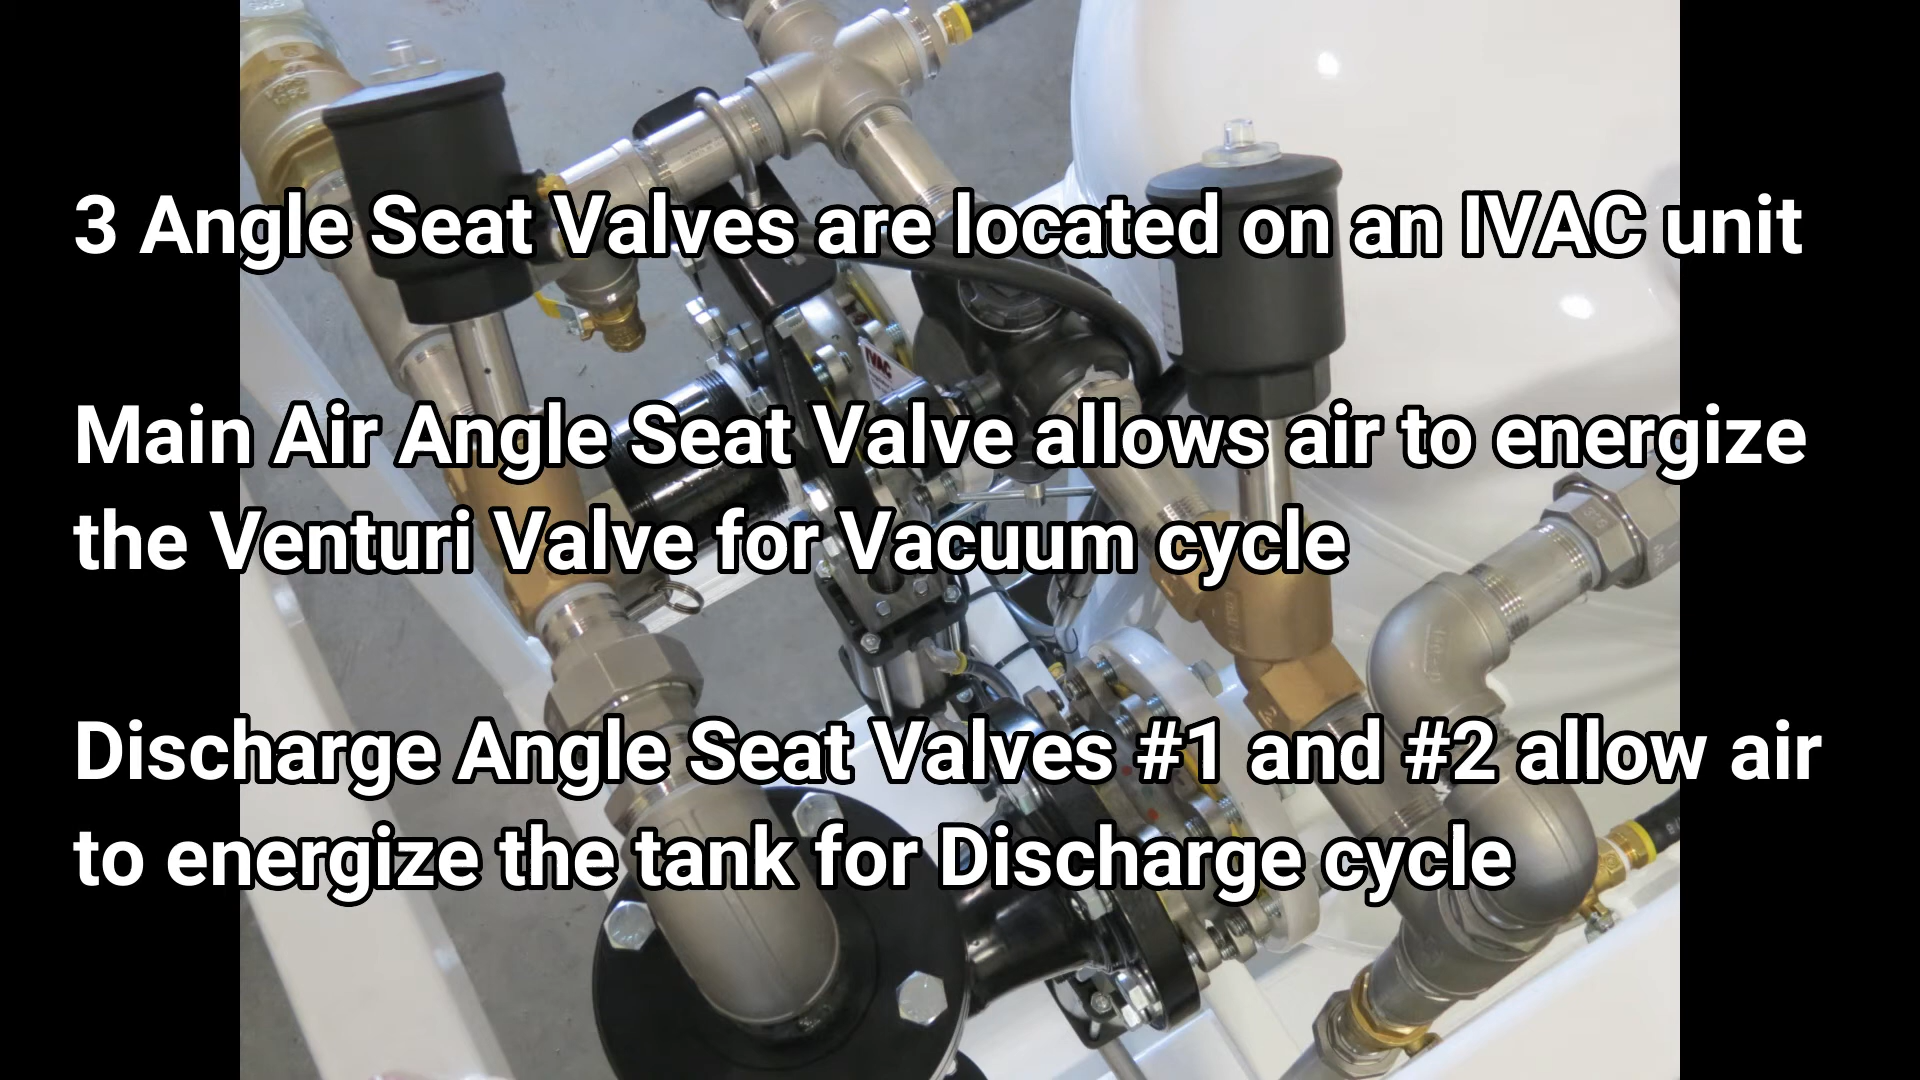 3 Angle Seat Valves are located on an IVAC unit
Main Air Angle Seat Valve allows air to energize
the Venturi Valve for Vacuum cycle
Discharge Angle Seat Valves #1 and #2 allow air
to energize the tank for Discharge cycle
IVAC